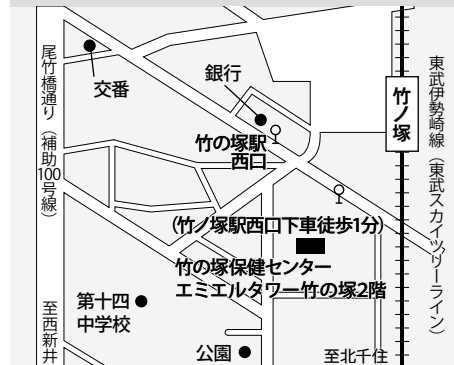 尾竹橋通り（補助100号線）
至西新井
交番
銀行
竹の塚駅
西口
竹ノ塚
東武伊勢崎線（東武スカイツリーライン）
（竹ノ塚駅西口下車徒歩1分）
竹の塚保健センター
エミエルタワー竹の塚2階
第十四
中学校
公園
至北千住